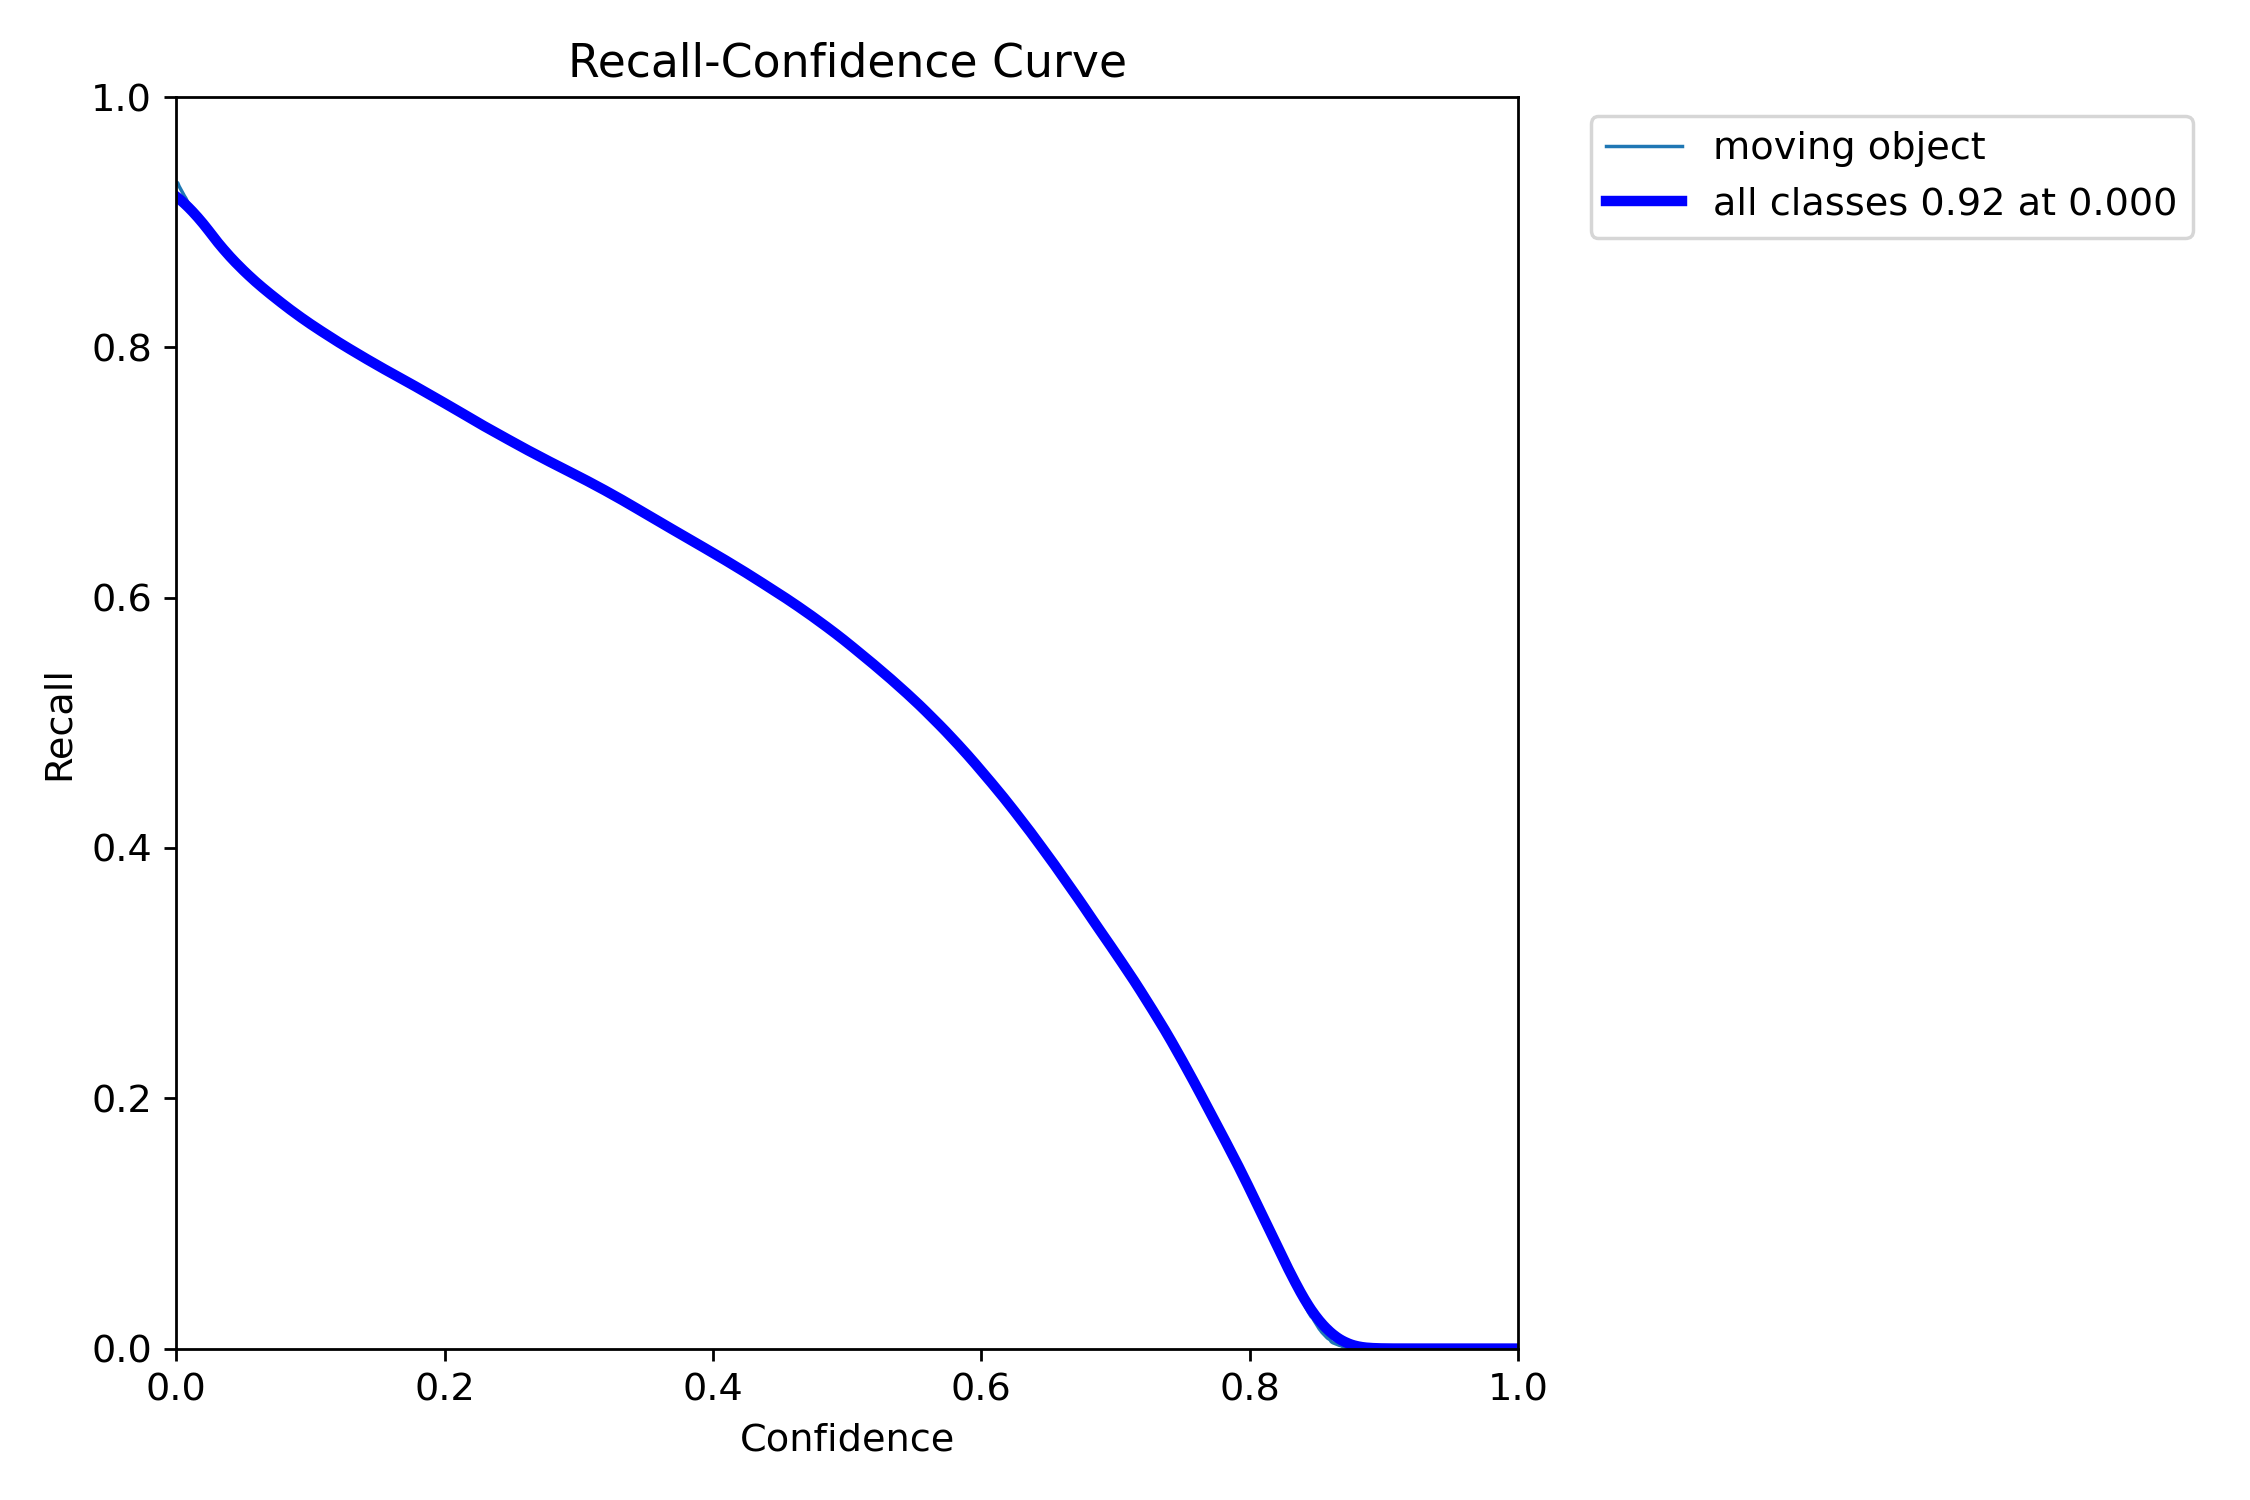 Recall-Confidence Curve
1.0
0.8
0.6
0.4
0.2
0.0
Recall
0.0 0.2 0.4 0.6 0.8 1.0
Confidence
moving object
all classes 0.92 at 0.000